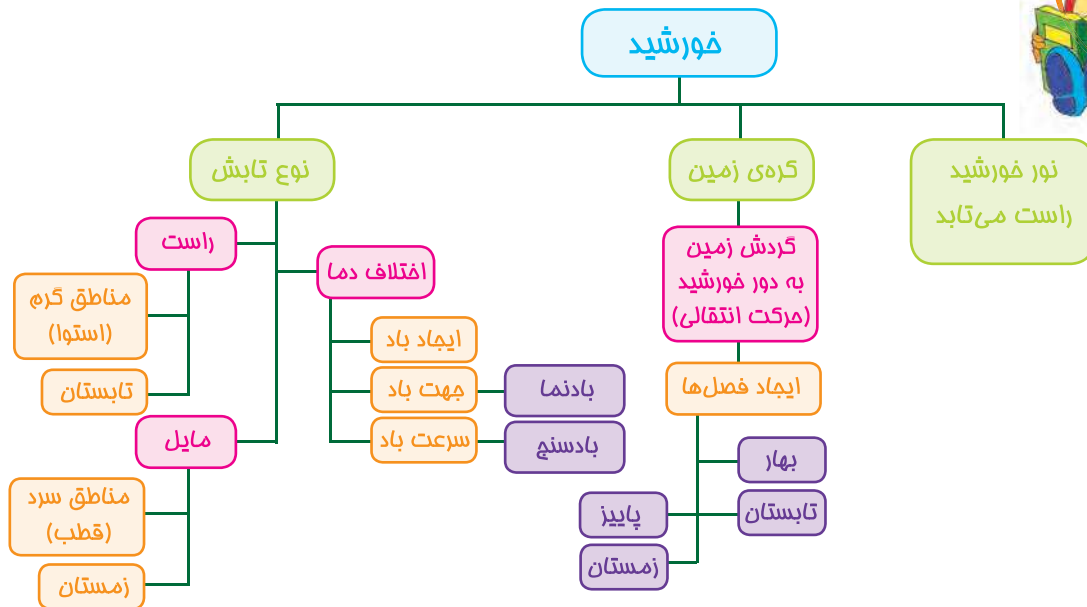 خورشید
نور خورشید
راست می‌تابد
کره‌ی زمین
گردش زمین
به دور خورشید
(حرکت انتقالی)
ایجاد فصل‌ها
بهار
تابستان
پاییز
زمستان
نوع تابش
اختلاف دما
ایجاد باد
جهت باد
بادنما
سرعت باد
بادسنج
راست
مناطق گرم
(استوا)
تابستان
مایل
مناطق سرد
(قطب)
زمستان